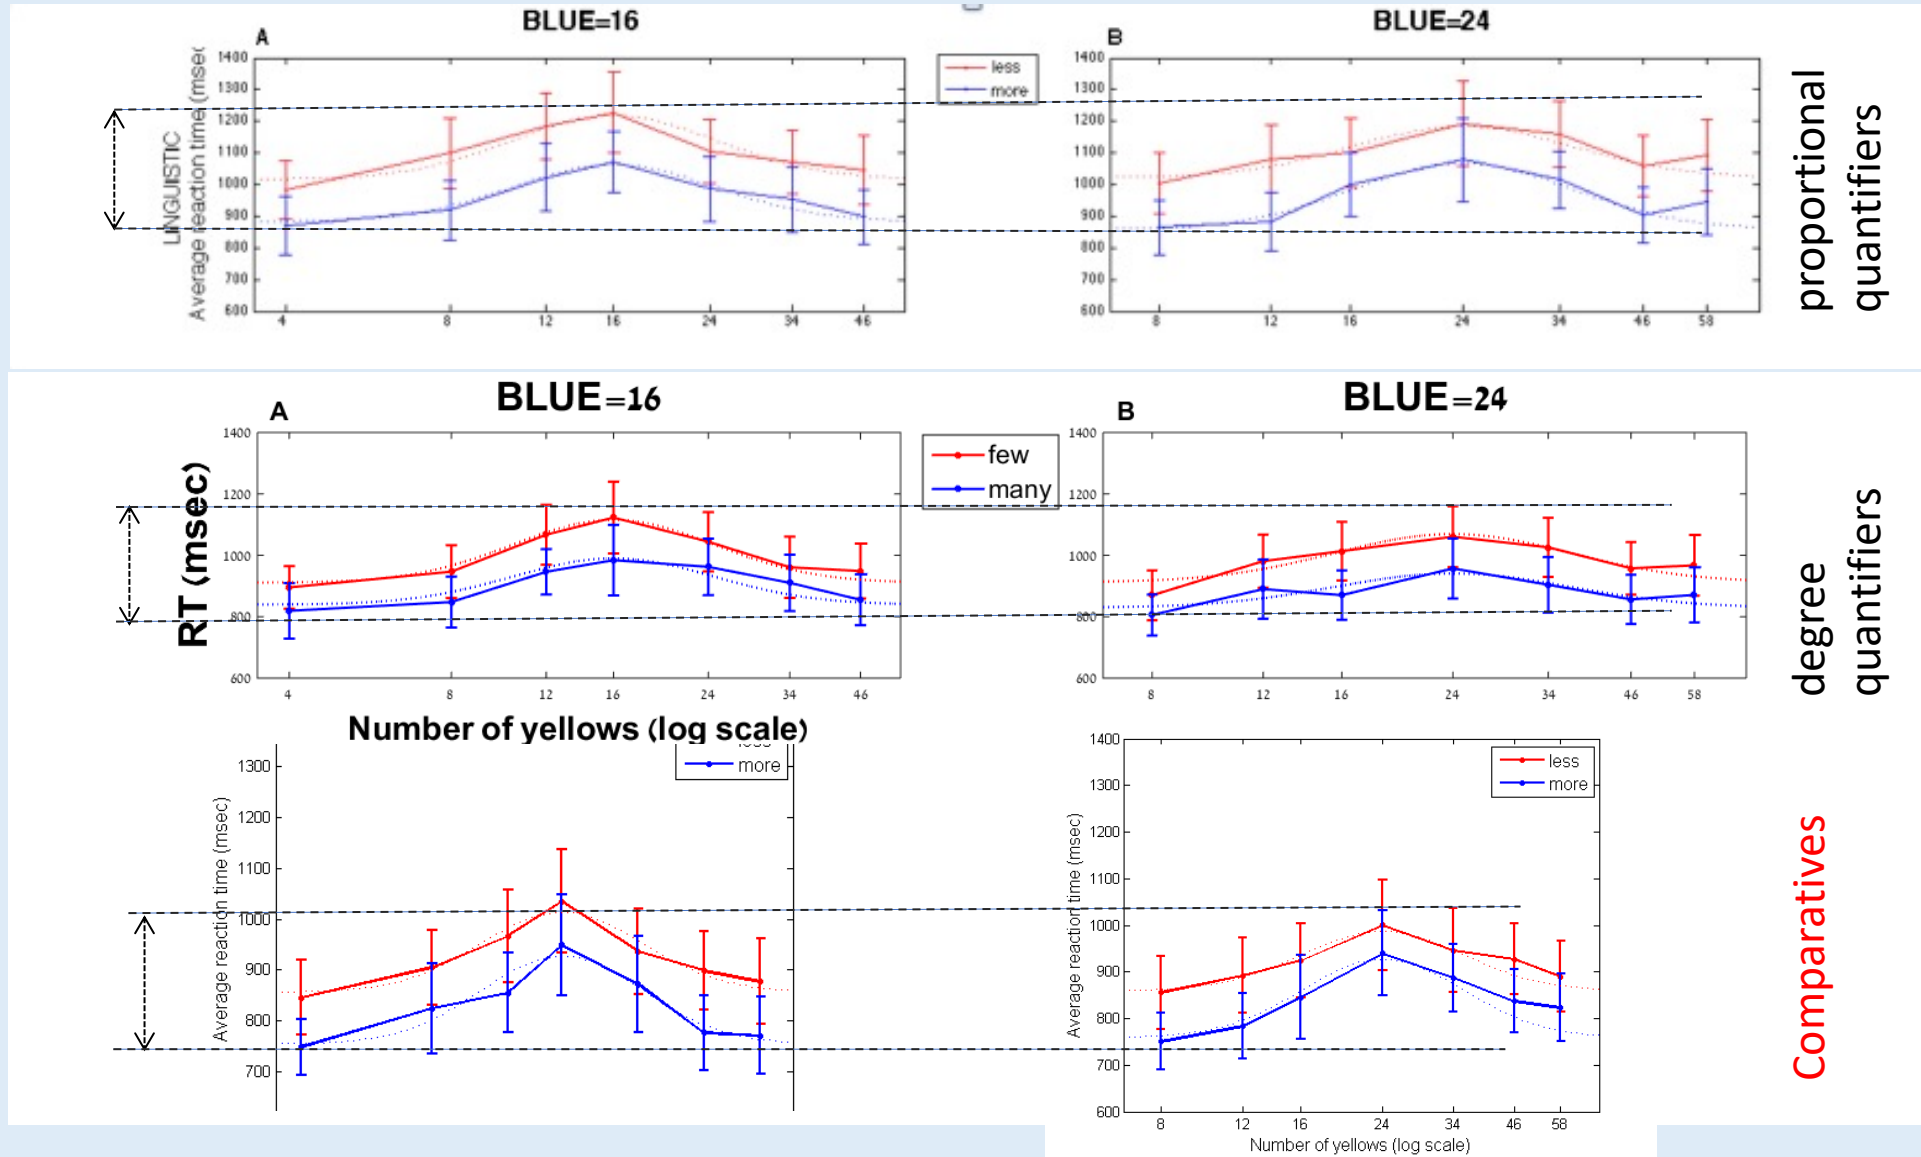 BLUE=16
BLUE=24
A
B
LINGUISTIC
Average reaction time (msec
1400
1300
1200
1100
1000
900
800
700
600
4 8 12 16 24 34 46
less
more
1400
1300
1200
1100
1000
900
800
700
600
8 12 16 24 34 46 58
proportional
quantifiers
BLUE=16
BLUE=24
A
B
RT (msec)
1400
1200
1000
800
600
4 8 12 16 24 34 46
few
many
1400
1200
1000
800
600
8 12 16 24 34 46 58
degree
quantifiers
Number of yellows (log scale)
more
Average reaction time (msec)
1300
1200
1100
1000
900
800
700
less
more
Average reaction time (msec)
1400
1300
1200
1100
1000
900
800
700
600
8 12 16 24 34 46 58
Number of yellows (log scale)
Comparatives